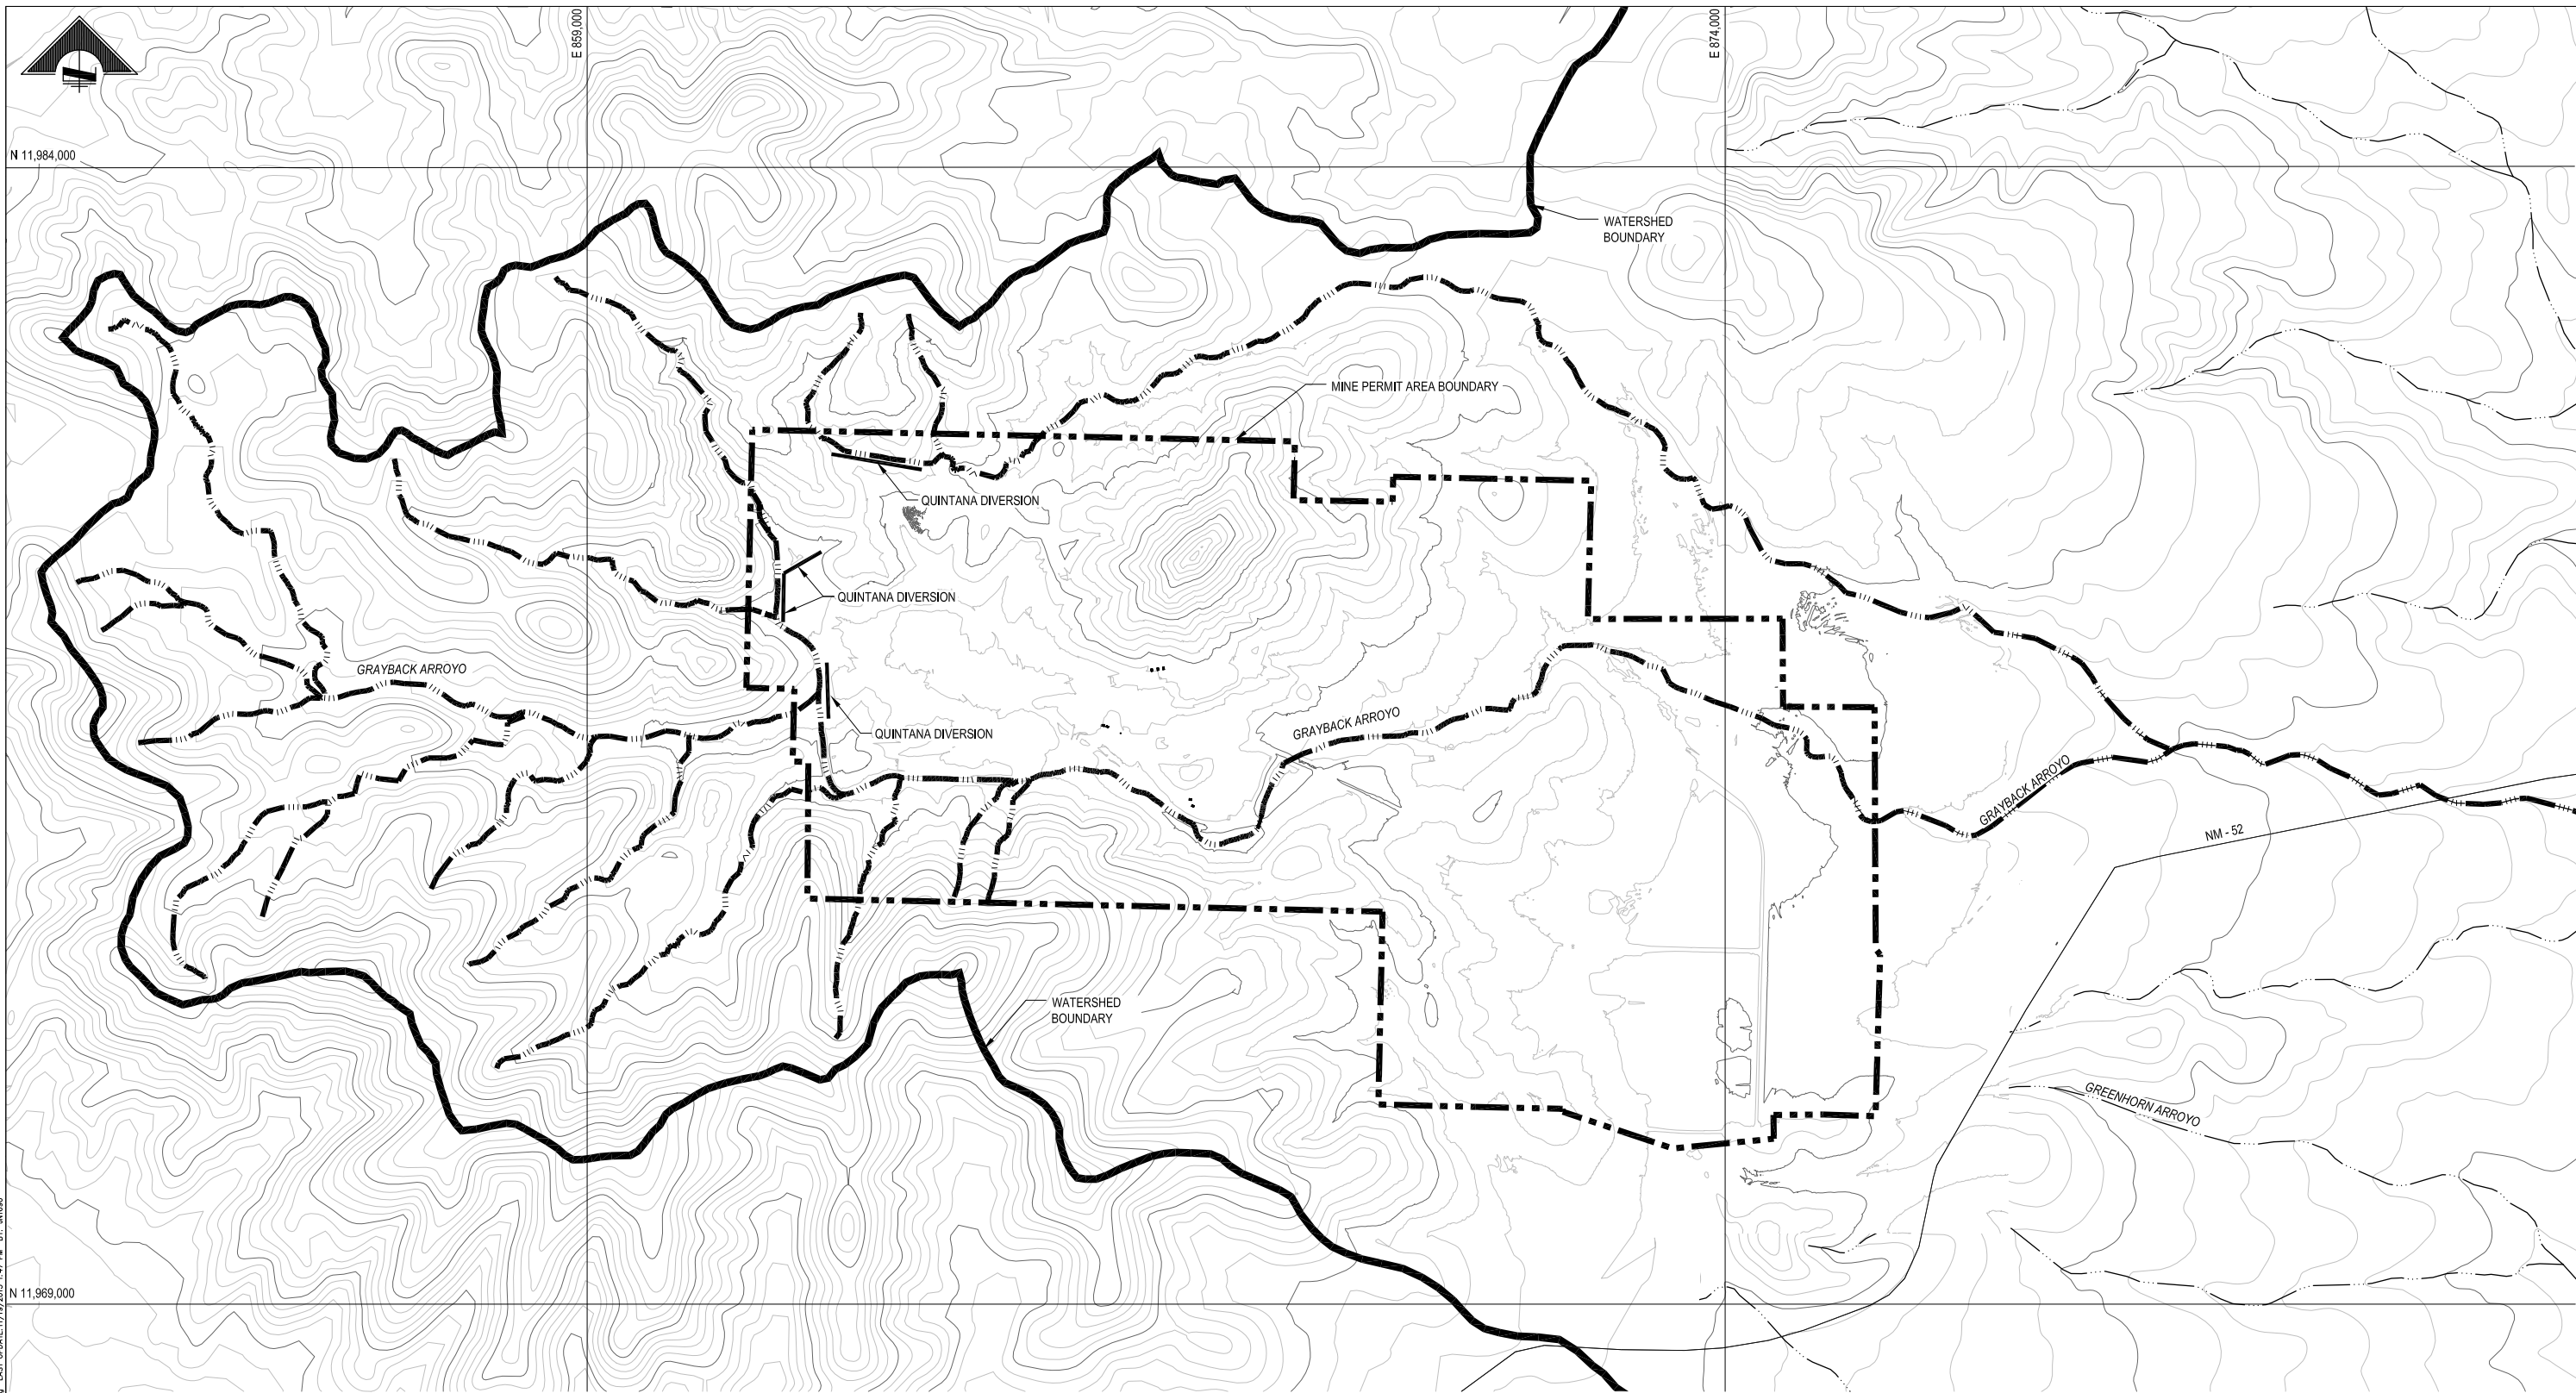 E 859,000
E 874,000
N 11,984,000
WATERSHED
BOUNDARY
MINE PERMIT AREA BOUNDARY
QUINTANA DIVERSION
QUINTANA DIVERSION
GRAYBACK ARROYO
GRAYBACK ARROYO
QUINTANA DIVERSION
GRAYBACK ARROYO
NM - 52
WATERSHED
BOUNDARY
GREENHORN ARROYO
N 11,969,000